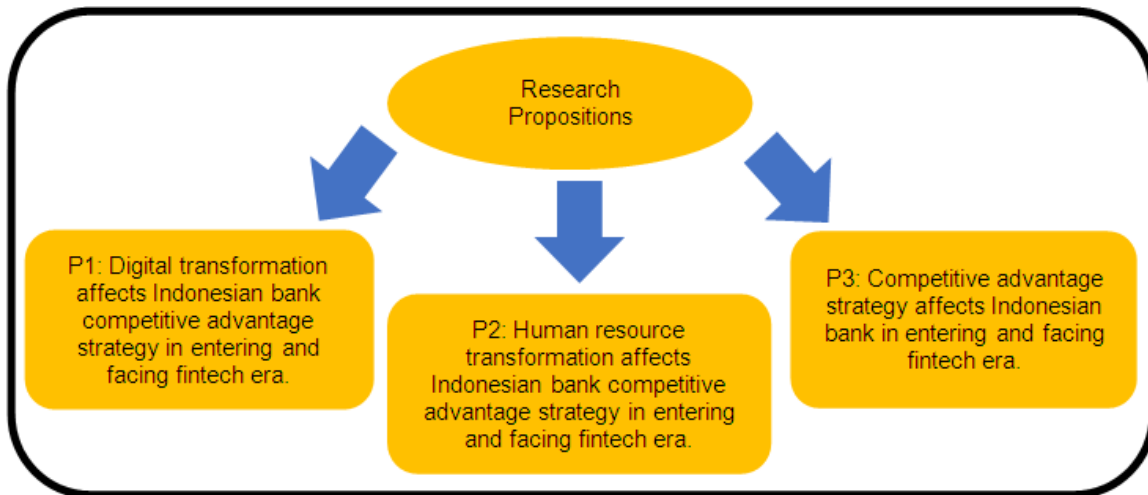 Research
Propositions
P1: Digital transformation
affects Indonesian bank
competitive advantage
strategy in entering and
facing fintech era.
P2: Human resource
transformation affects
Indonesian bank competitive
advantage strategy in entering
and facing fintech era.
P3: Competitive advantage
strategy affects Indonesian
bank in entering and facing
fintech era.